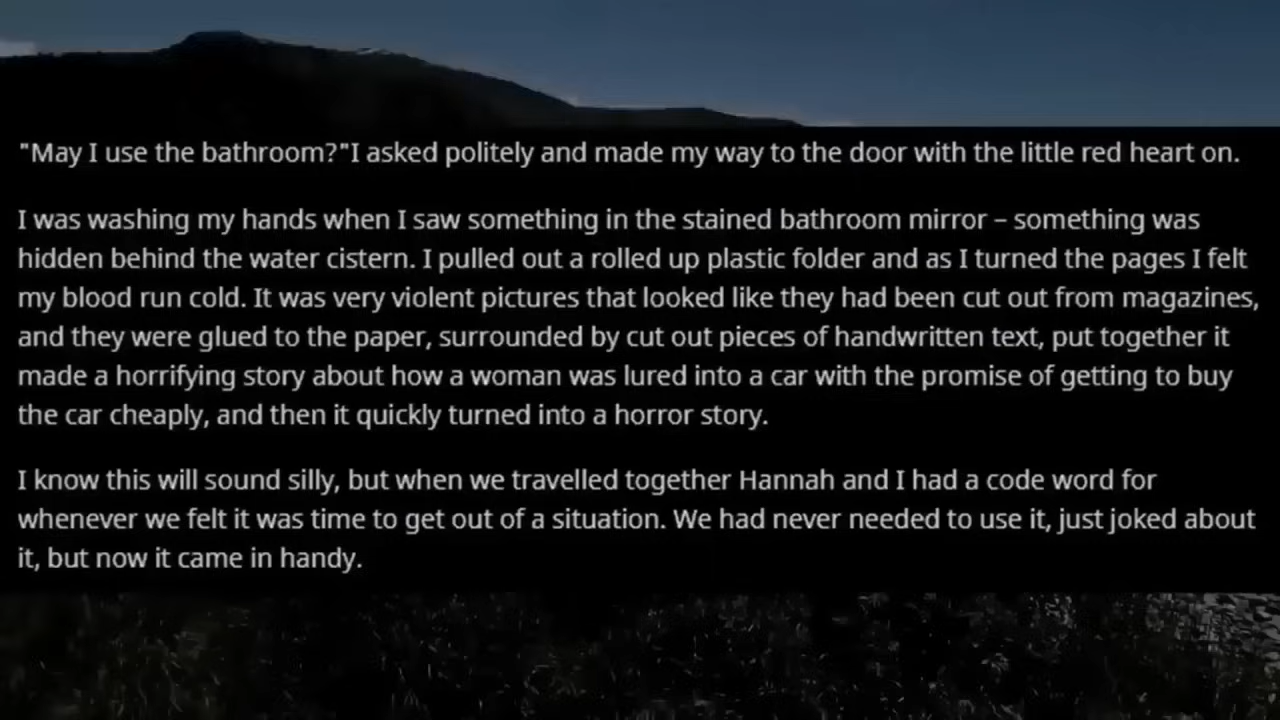 "May I use the bathroom?"I asked politely and made my way to the door with the little red heart on.
I was washing my hands when I saw something in the stained bathroom mirror – something was
hidden behind the water cistern. I pulled out a rolled up plastic folder and as I turned the pages I felt
my blood run cold. It was very violent pictures that looked like they had been cut out from magazines,
and they were glued to the paper, surrounded by cut out pieces of handwritten text, put together it
made a horrifying story about how a woman was lured into a car with the promise of getting to buy
the car cheaply, and then it quickly turned into a horror story.
I know this will sound silly, but when we travelled together Hannah and I had a code word for
whenever we felt it was time to get out of a situation. We had never needed to use it, just joked about
it, but now it came in handy.